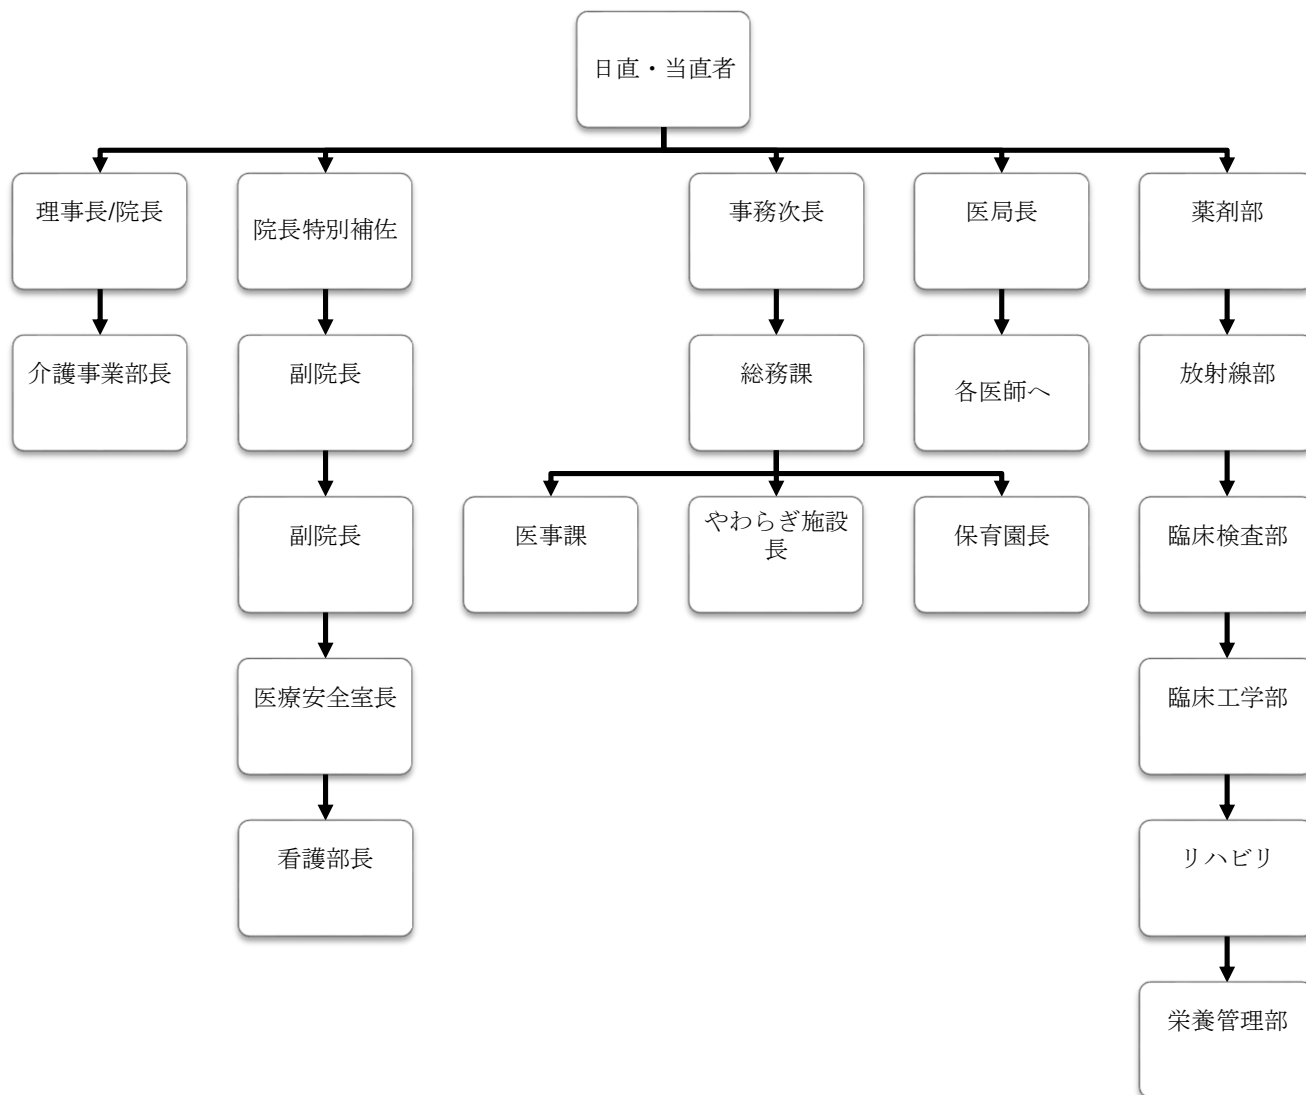 日直・当直者
理事長/院長
院長特別補佐
事務次長
医局長
薬剤部
介護事業部長
副院長
総務課
各医師へ
放射線部
副院長
医事課
やわらぎ施設
長
保育園長
臨床検査部
医療安全室長
臨床工学部
看護部長
リハビリ
栄養管理部